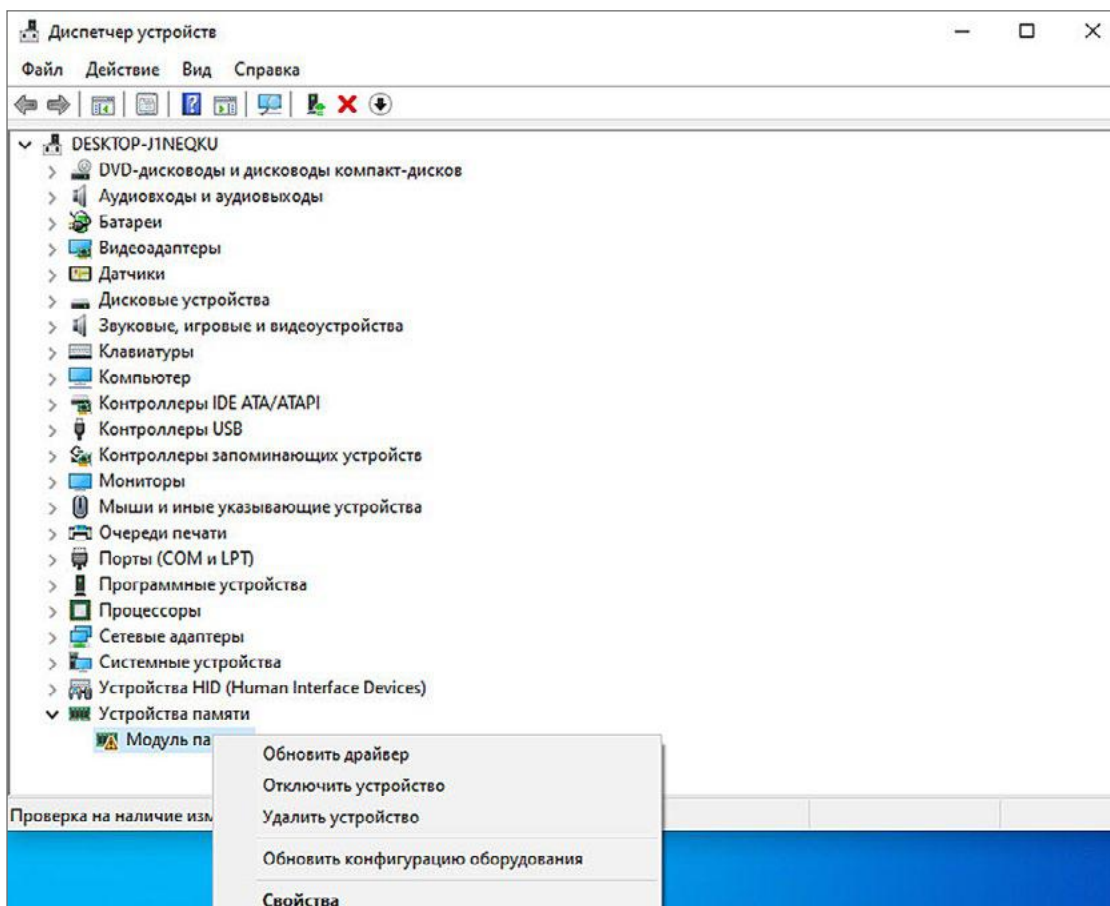 Диспетчер устройств
Файл Действие Вид Справка
DESKTOP-J1NEQKU
DVD-дисководы и дисководы компакт-дисков
Аудиовходы и аудиовыходы
Батареи
Видеоадаптеры
Датчики
Дисковые устройства
Звуковые, игровые и видеоустройства
Клавиатуры
Компьютер
Контроллеры IDE ATA/ATAPI
Контроллеры USB
Контроллеры запоминающих устройств
Мониторы
Мыши и иные указывающие устройства
Очереди печати
Порты (COM и LPT)
Программные устройства
Процессоры
Сетевые адаптеры
Системные устройства
Устройства HID (Human Interface Devices)
Устройства памяти
Модуль па
Обновить драйвер
Отключить устройство
Удалить устройство
Обновить конфигурацию оборудования
Свойства
Проверка на наличие изм